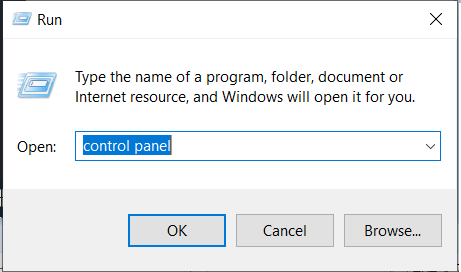 Run
Type the name of a program, folder, document or
Internet resource, and Windows will open it for you.
Open: control panel
OK Cancel Browse...